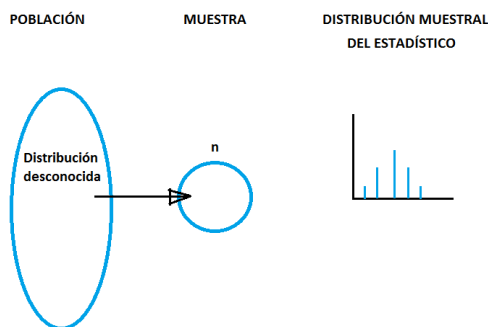 POBLACIÓN
MUESTRA
DISTRIBUCIÓN MUESTRAL
DEL ESTADÍSTICO
Distribución
desconocida
n